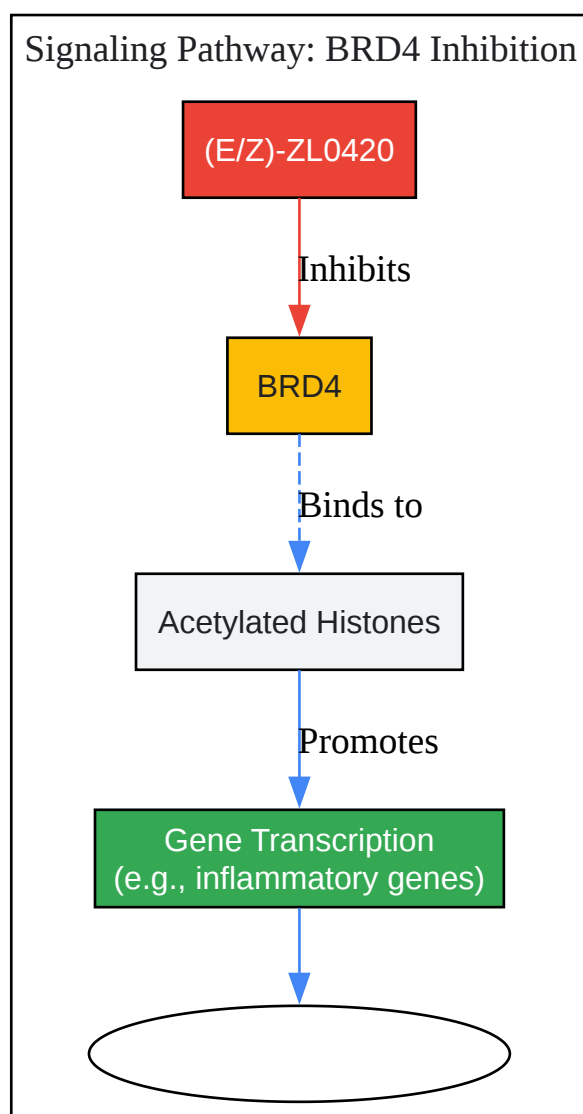 Signaling Pathway: BRD4 Inhibition
(E/Z)-ZL0420
Inhibits
BRD4
Binds to
Acetylated Histones
Promotes
Gene Transcription
(e.g., inflammatory genes)